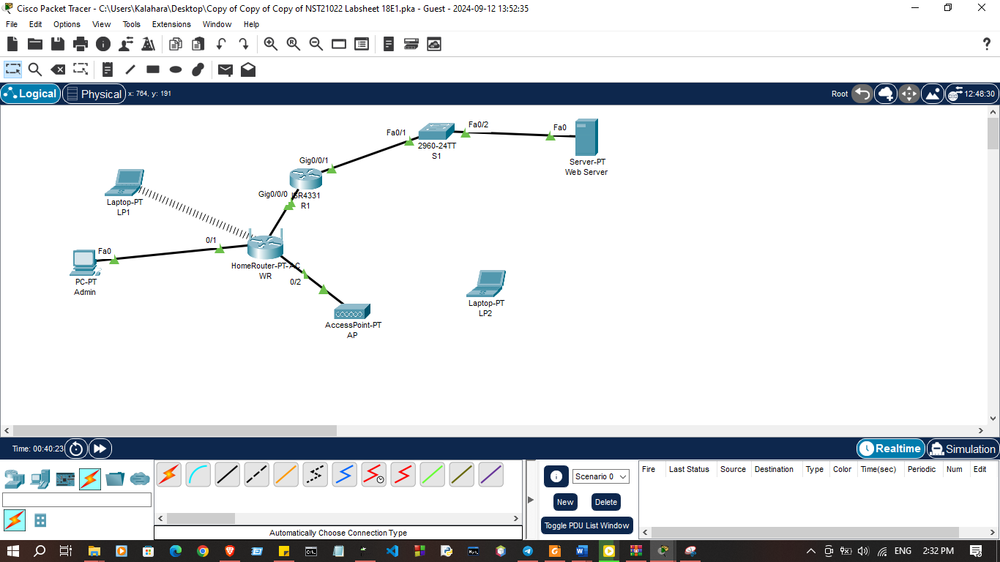 Cisco Packet Tracer - C:\Users\Kalahara\Desktop\Copy of Copy of Copy of NST21022 Labsheet 18E1.pka - Guest - 2024-09-12 13:52:35
File Edit Options View Tools Extensions Window Help
?
Logical Physical x: 764, y: 191 Root 12:48:30
Fa0/1
Fa0/2
Fa0
2960-24TT
S1
Server-PT
Web Server
Gig0/0/1
Gig0/0/0
ISR4331
R1
Laptop-PT
LP1
0/1
Fa0
HomeRouter-PT-AC
WR
0/2
PC-PT
Admin
Laptop-PT
LP2
AccessPoint-PT
AP
Time: 00:40:23 Realtime Simulation
Scenario 0
New Delete
Toggle PDU List Window
Fire Last Status Source Destination Type Color Time(sec) Periodic Num Edit
Automatically Choose Connection Type
ENG 2:32 PM